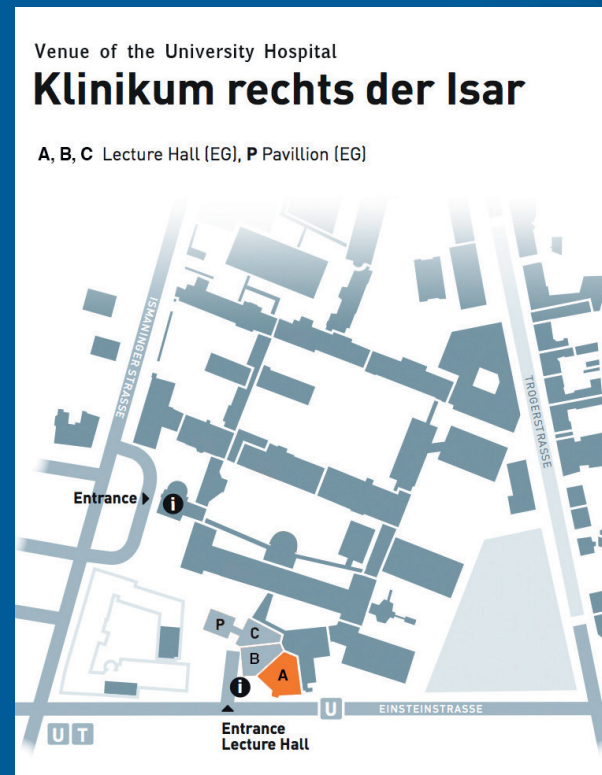 Venue of the University Hospital
Klinikum rechts der Isar
A, B, C Lecture Hall (EG), P Pavillion (EG)
ISMANINGER STRASSE
TROGERSTRASSE
Entrance
i
P
C
B
A
i
U
EINSTEINSTRASSE
U T
Entrance
Lecture Hall